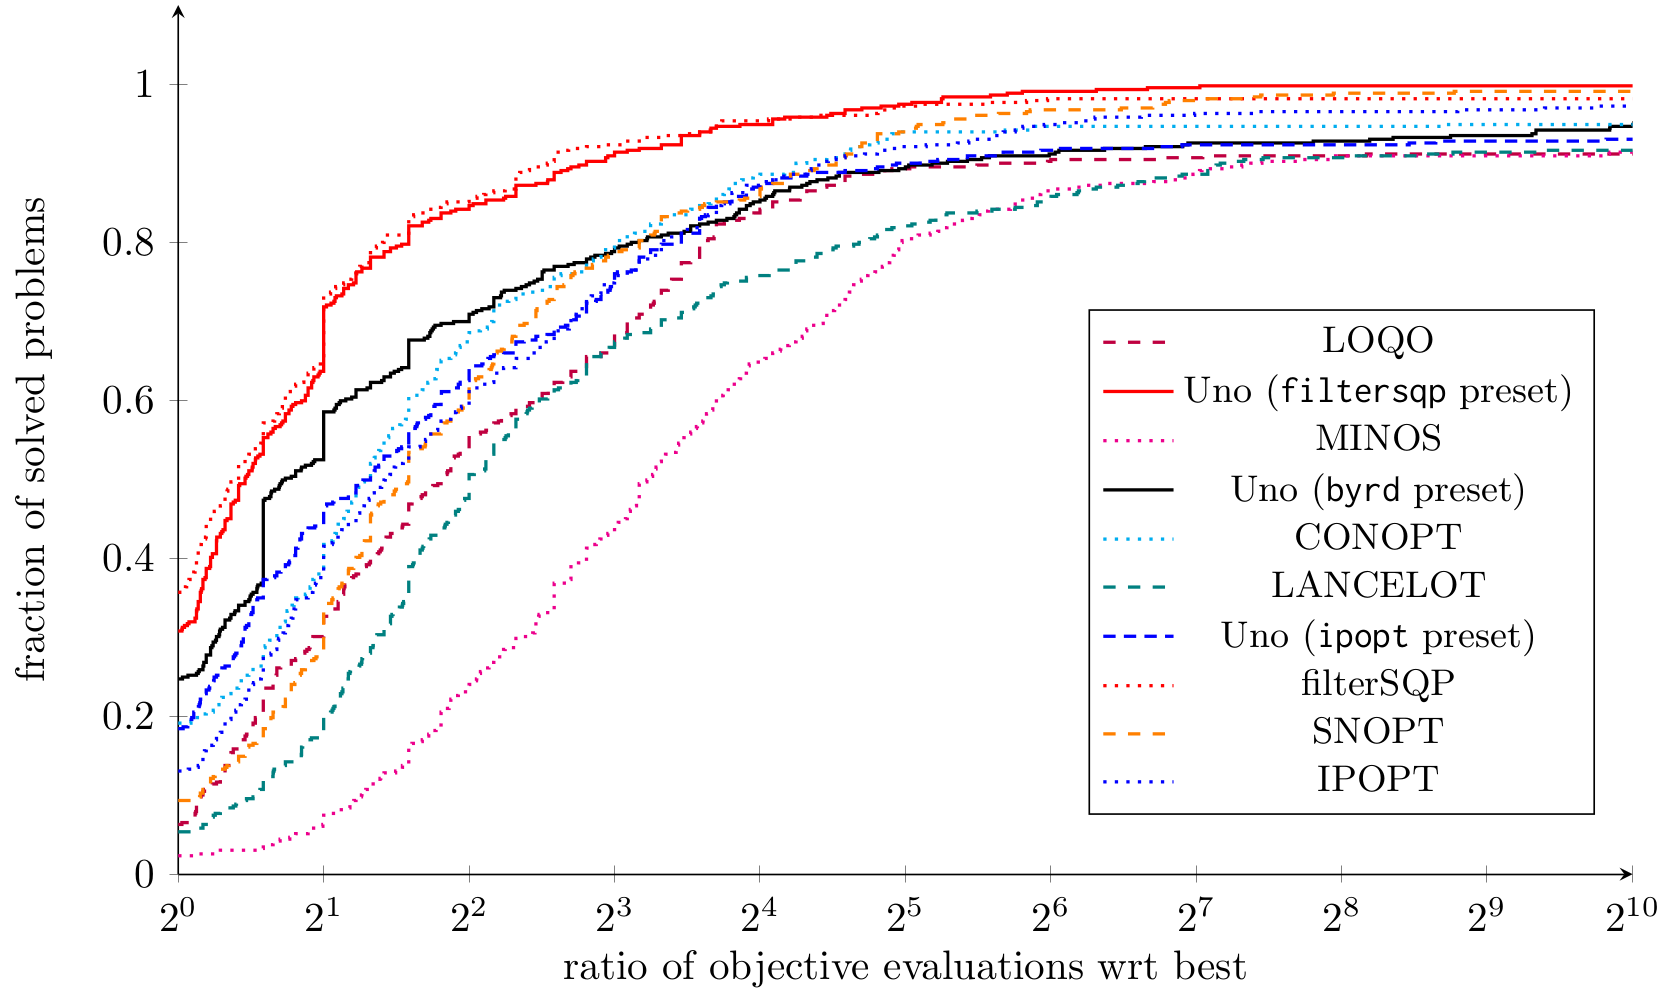 fraction of solved problems
1
0.8
0.6
0.4
0.2
0
2^0 2^1 2^2 2^3 2^4 2^5 2^6 2^7 2^8 2^9 2^10
ratio of objective evaluations wrt best
LOQO
Uno (filtersqp preset)
MINOS
Uno (byrd preset)
CONOPT
LANCELOT
Uno (ipopt preset)
filterSQP
SNOPT
IPOPT